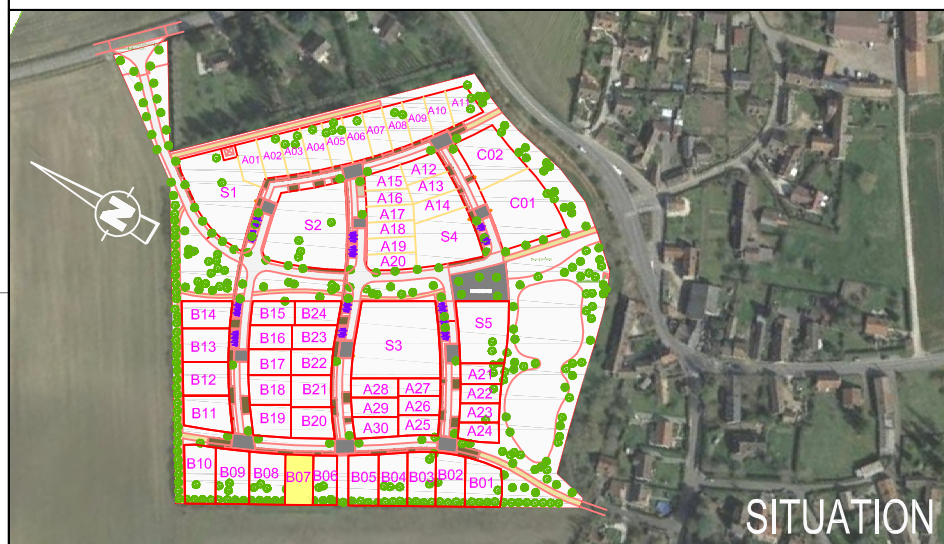 A11
A10
A09
A08
A07
A06
A05
A04
A03
A02
A01
C02
A12
A13
A14
A15
A16
A17
A18
A19
A20
S1
S2
S4
C01
N
B14
B15
B24
S5
B13
B16
B23
S3
B12
B17
B22
A21
B18
B21
A28
A27
A22
B11
B19
B20
A29
A26
A23
A30
A25
A24
B10
B09
B08
B07
B06
B05
B04
B03
B02
B01
SITUATION